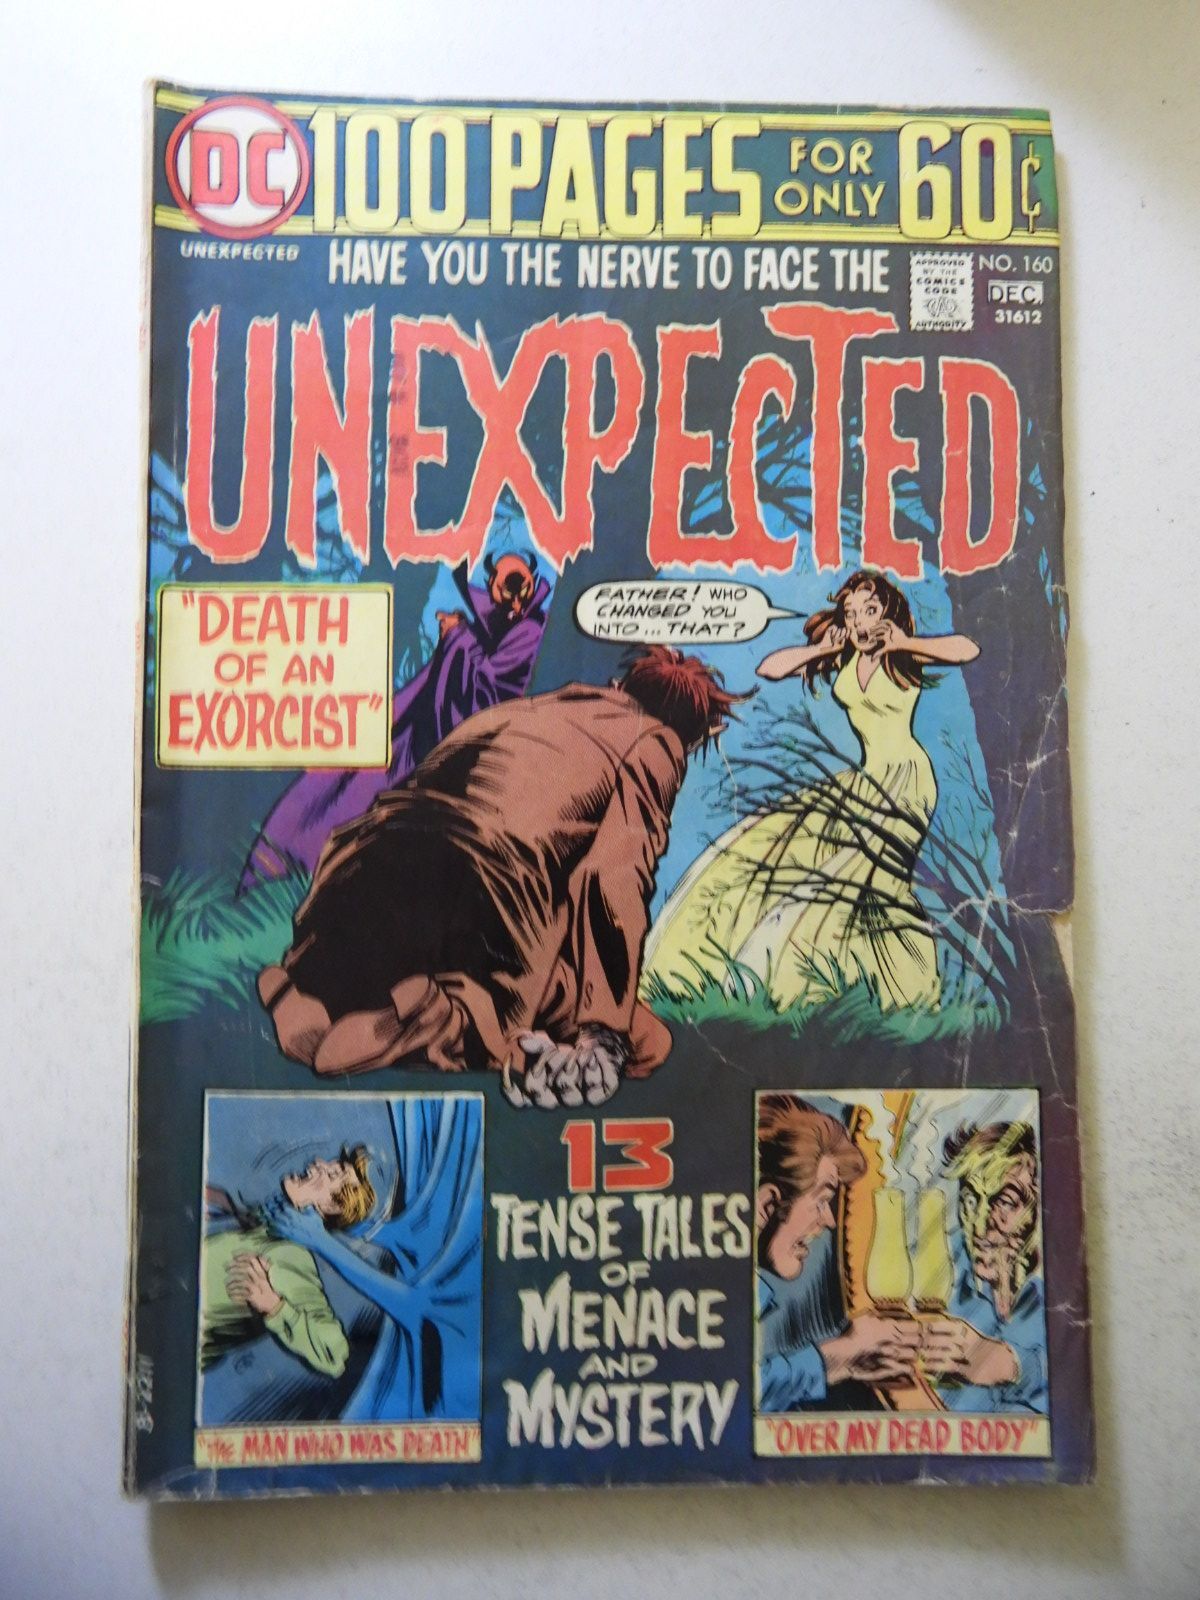 DC
100 PAGES FOR ONLY 60¢
UNEXPECTED
HAVE YOU THE NERVE TO FACE THE
APPROVED
BY THE
COMICS
CODE
AUTHORITY
NO. 160
DEC.
31612
UNEXPECTED
"DEATH
OF AN
EXORCIST"
FATHER! WHO
CHANGED YOU
INTO... THAT?
13
TENSE TALES
OF
MENACE
AND
MYSTERY
"THE MAN WHO WAS DEATH"
"OVER MY DEAD BODY"